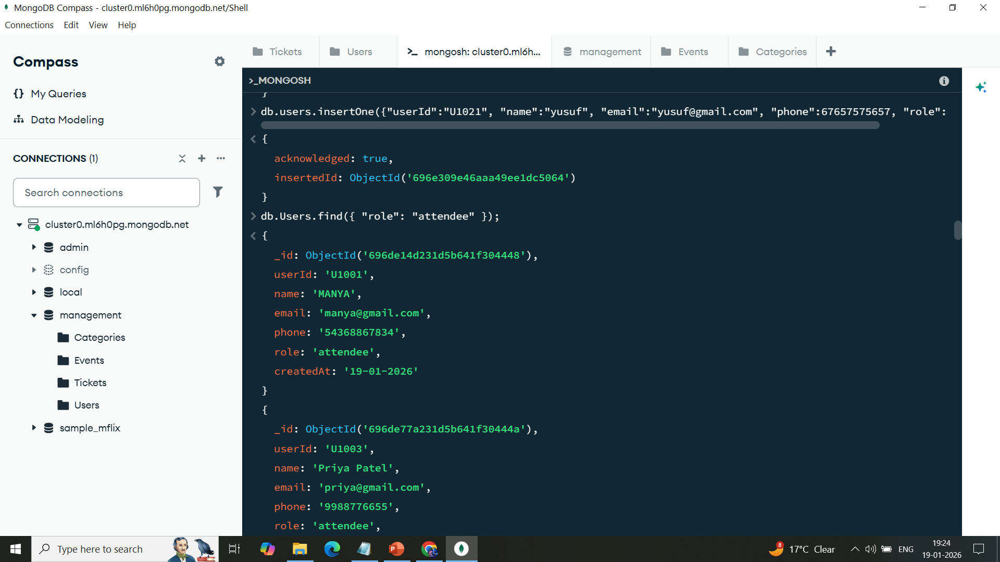 MongoDB Compass - cluster0.ml6h0pg.mongodb.net/Shell
Connections Edit View Help
Compass
My Queries
Data Modeling
CONNECTIONS (1)
Search connections
cluster0.ml6h0pg.mongodb.net
admin
config
local
management
Categories
Events
Tickets
Users
sample_mflix
Tickets Users mongosh: cluster0.ml6h... management Events Categories
>_MONGOSH
}
db.users.insertOne({"userId":"U1021", "name":"yusuf", "email":"yusuf@gmail.com", "phone":67657575657, "role":
{
acknowledged: true,
insertedId: ObjectId('696e309e46aaa49ee1dc5064')
}
db.Users.find({ "role": "attendee" });
{
_id: ObjectId('696de14d231d5b641f304448'),
userId: 'U1001',
name: 'MANYA',
email: 'manya@gmail.com',
phone: '54368867834',
role: 'attendee',
createdAt: '19-01-2026'
}
{
_id: ObjectId('696de77a231d5b641f30444a'),
userId: 'U1003',
name: 'Priya Patel',
email: 'priya@gmail.com',
phone: '9988776655',
role: 'attendee',
Type here to search
8
17°C Clear
ENG
19:24
19-01-2026